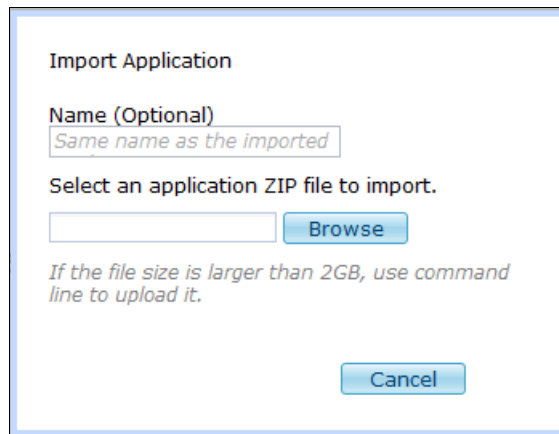 Import Application
Name (Optional)
Same name as the imported
Select an application ZIP file to import.
Browse
If the file size is larger than 2GB, use command
line to upload it.
Cancel